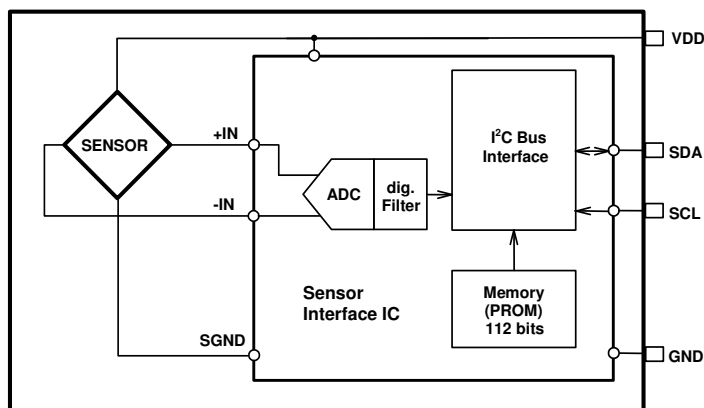 VDD
SENSOR
+IN
-IN
ADC
dig.
Filter
I²C Bus
Interface
SDA
SCL
Sensor
Interface IC
Memory
(PROM)
112 bits
SGND
GND